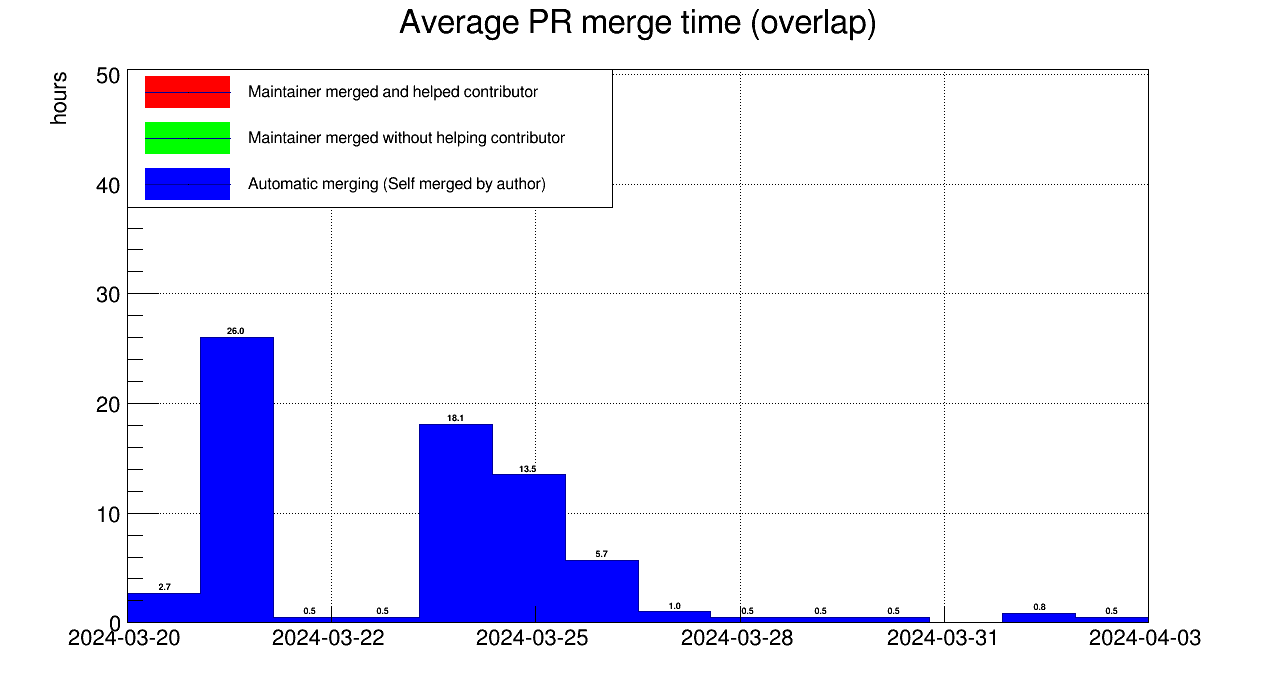 Average PR merge time (overlap)
hours
50
40
30
20
10
0
Maintainer merged and helped contributor
Maintainer merged without helping contributor
Automatic merging (Self merged by author)
2.7 26.0 0.5 0.5 18.1 13.5 5.7 1.0 0.5 0.5 0.5 0.8 0.5
2024-03-20 2024-03-22 2024-03-25 2024-03-28 2024-03-31 2024-04-03